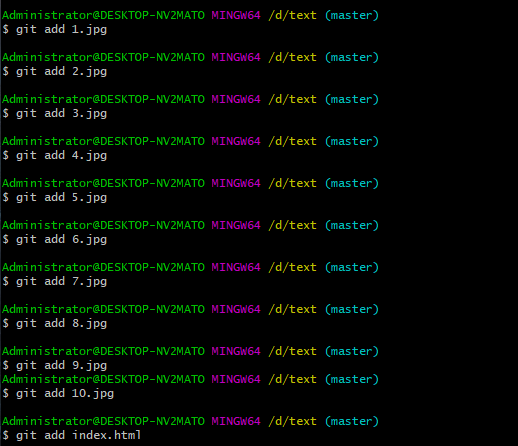 Administrator@DESKTOP-NV2MATO MINGW64 /d/text (master)
$ git add 1.jpg
Administrator@DESKTOP-NV2MATO MINGW64 /d/text (master)
$ git add 2.jpg
Administrator@DESKTOP-NV2MATO MINGW64 /d/text (master)
$ git add 3.jpg
Administrator@DESKTOP-NV2MATO MINGW64 /d/text (master)
$ git add 4.jpg
Administrator@DESKTOP-NV2MATO MINGW64 /d/text (master)
$ git add 5.jpg
Administrator@DESKTOP-NV2MATO MINGW64 /d/text (master)
$ git add 6.jpg
Administrator@DESKTOP-NV2MATO MINGW64 /d/text (master)
$ git add 7.jpg
Administrator@DESKTOP-NV2MATO MINGW64 /d/text (master)
$ git add 8.jpg
Administrator@DESKTOP-NV2MATO MINGW64 /d/text (master)
$ git add 9.jpg
Administrator@DESKTOP-NV2MATO MINGW64 /d/text (master)
$ git add 10.jpg
Administrator@DESKTOP-NV2MATO MINGW64 /d/text (master)
$ git add index.html